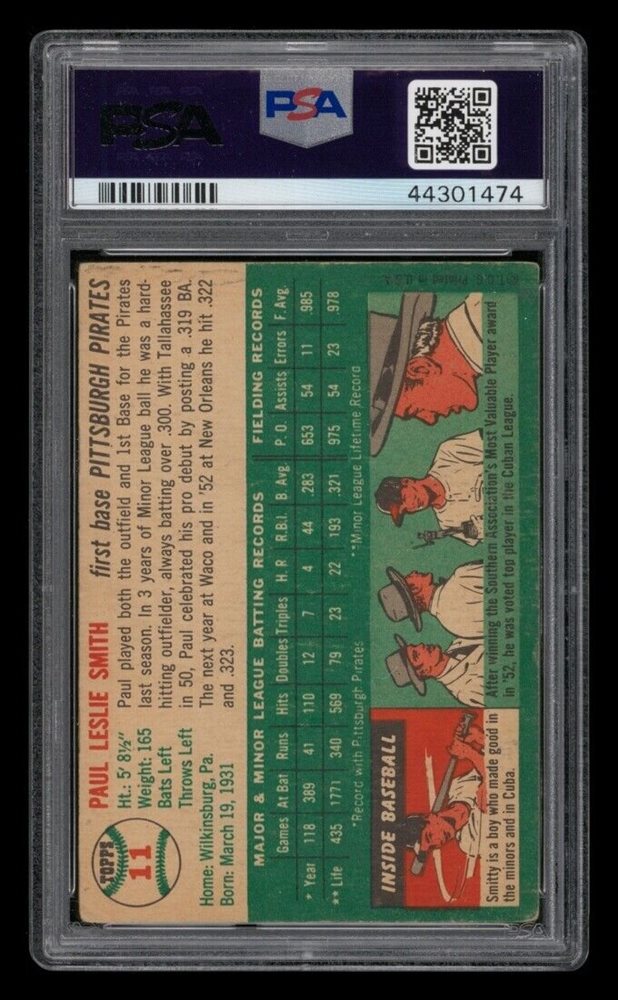 PSA
PSA
44301474
TOPPS
11
PAUL LESLIE SMITH first base PITTSBURGH PIRATES
Ht.: 5' 8½"
Weight: 165
Bats Left
Throws Left
Home: Wilkinsburg, Pa.
Born: March 19, 1931
Paul played both the outfield and 1st Base for the Pirates
last season. In 3 years of Minor League ball he was a hard-
hitting outfielder, always batting over .300. With Tallahassee
in 50, Paul celebrated his pro debut by posting a .319 BA.
The next year at Waco and in '52 at New Orleans he hit .322
and .323.
MAJOR & MINOR LEAGUE BATTING RECORDS FIELDING RECORDS
Games At Bat Runs Hits Doubles Triples H. R R.B.I. B Avg P. O. Assists Errors F. Avg.
* Year 118 389 41 110 12 7 4 44 .283 653 54 11 .985
** Life 435 1771 340 569 79 23 22 193 .321 975 54 23 .978
*Record with Pittsburgh Pirates **Minor League Lifetime Record
INSIDE BASEBALL
Smitty is a boy who made good in
the minors and in Cuba.
After winning the Southern Association's Most Valuable Player award
in '52, he was voted top player in the Cuban League.
©T.C.G. Printed in U.S.A.